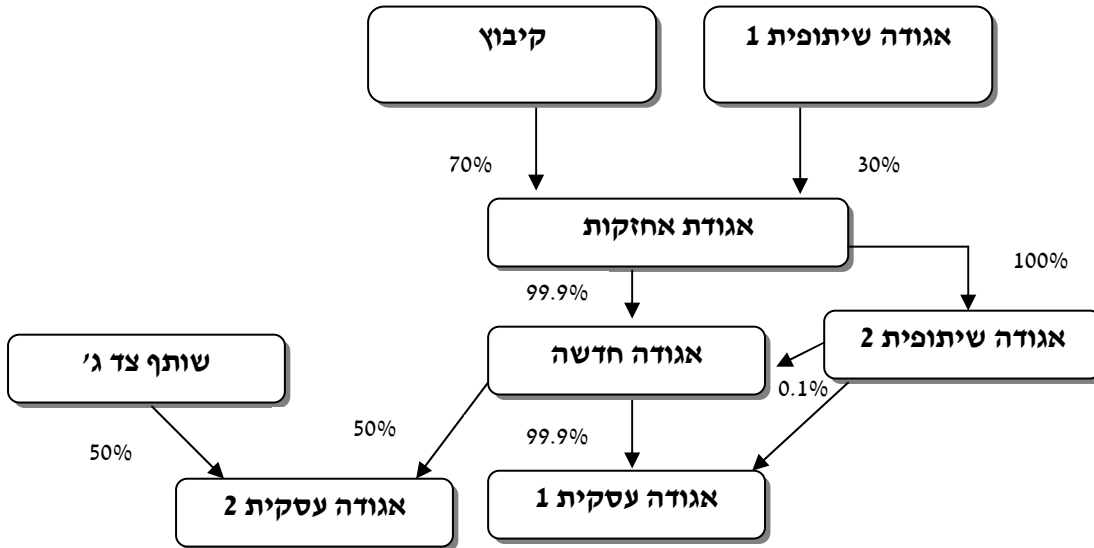 אגודה שיתופית 1
קיבוץ
30%
70%
אגודת אחזקות
100%
99.9%
אגודה שיתופית 2
אגודה חדשה
שותף צד ג'
0.1%
99.9%
50%
50%
אגודה עסקית 1
אגודה עסקית 2